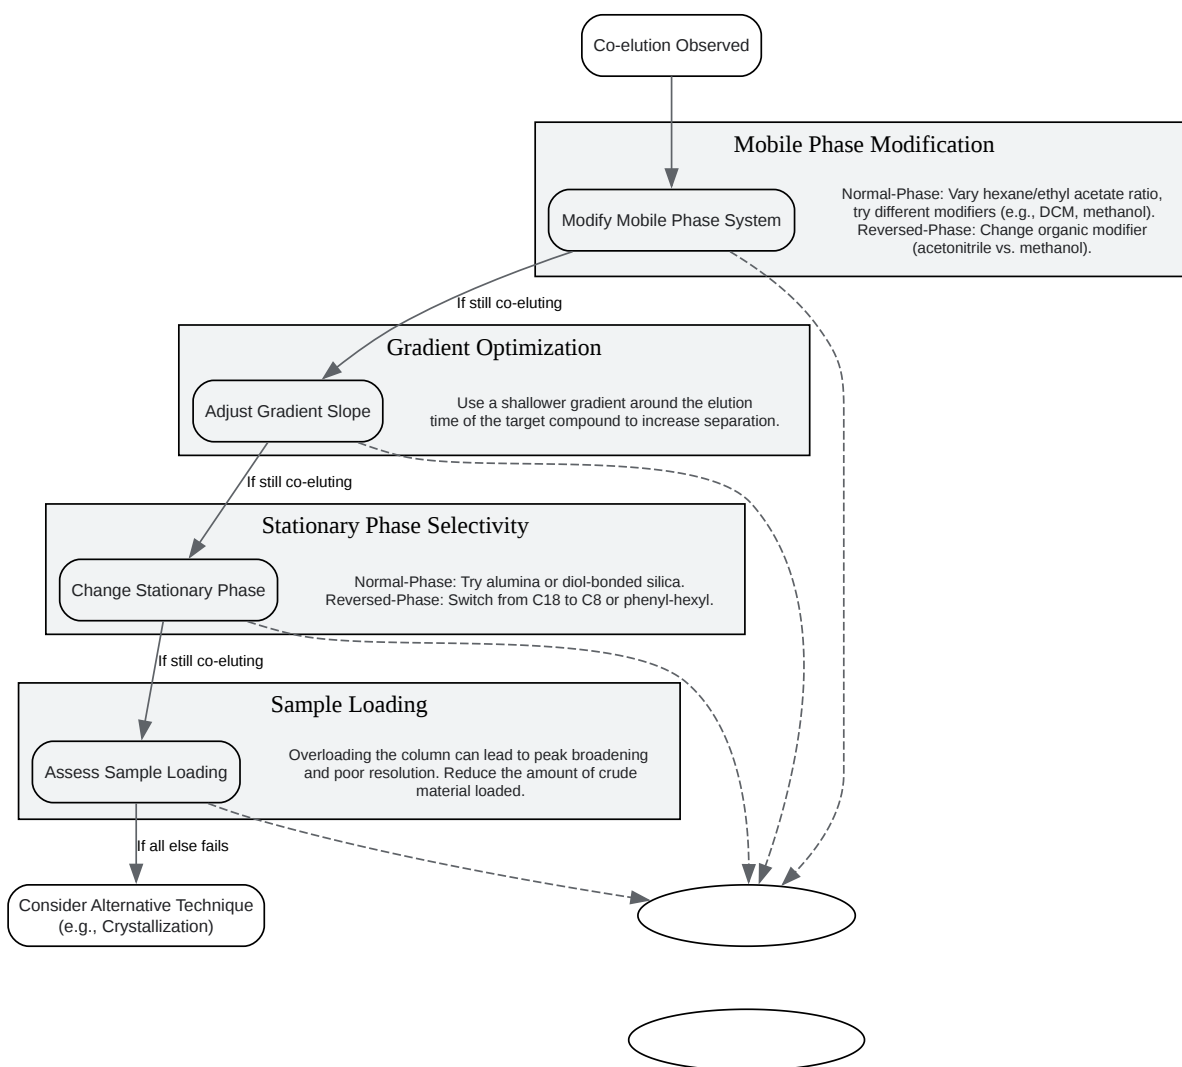 Co-elution Observed
Mobile Phase Modification
Modify Mobile Phase System
Normal-Phase: Vary hexane/ethyl acetate ratio,
try different modifiers (e.g., DCM, methanol).
Reversed-Phase: Change organic modifier
(acetonitrile vs. methanol).
If still co-eluting
Gradient Optimization
Adjust Gradient Slope
Use a shallower gradient around the elution
time of the target compound to increase separation.
If still co-eluting
Stationary Phase Selectivity
Change Stationary Phase
Normal-Phase: Try alumina or diol-bonded silica.
Reversed-Phase: Switch from C18 to C8 or phenyl-hexyl.
If still co-eluting
Sample Loading
Assess Sample Loading
Overloading the column can lead to peak broadening
and poor resolution. Reduce the amount of crude
material loaded.
If all else fails
Consider Alternative Technique
(e.g., Crystallization)